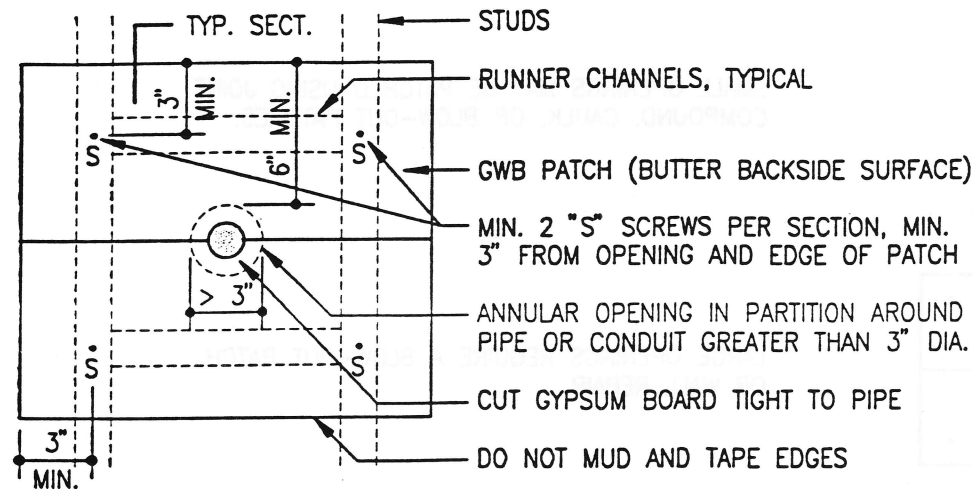 TYP. SECT.
STUDS
3"
MIN.
MIN.
6"
RUNNER CHANNELS, TYPICAL
S
S
GWB PATCH (BUTTER BACKSIDE SURFACE)
MIN. 2 "S" SCREWS PER SECTION, MIN.
3" FROM OPENING AND EDGE OF PATCH
> 3"
ANNULAR OPENING IN PARTITION AROUND
PIPE OR CONDUIT GREATER THAN 3" DIA.
S
S
CUT GYPSUM BOARD TIGHT TO PIPE
3"
MIN.
DO NOT MUD AND TAPE EDGES